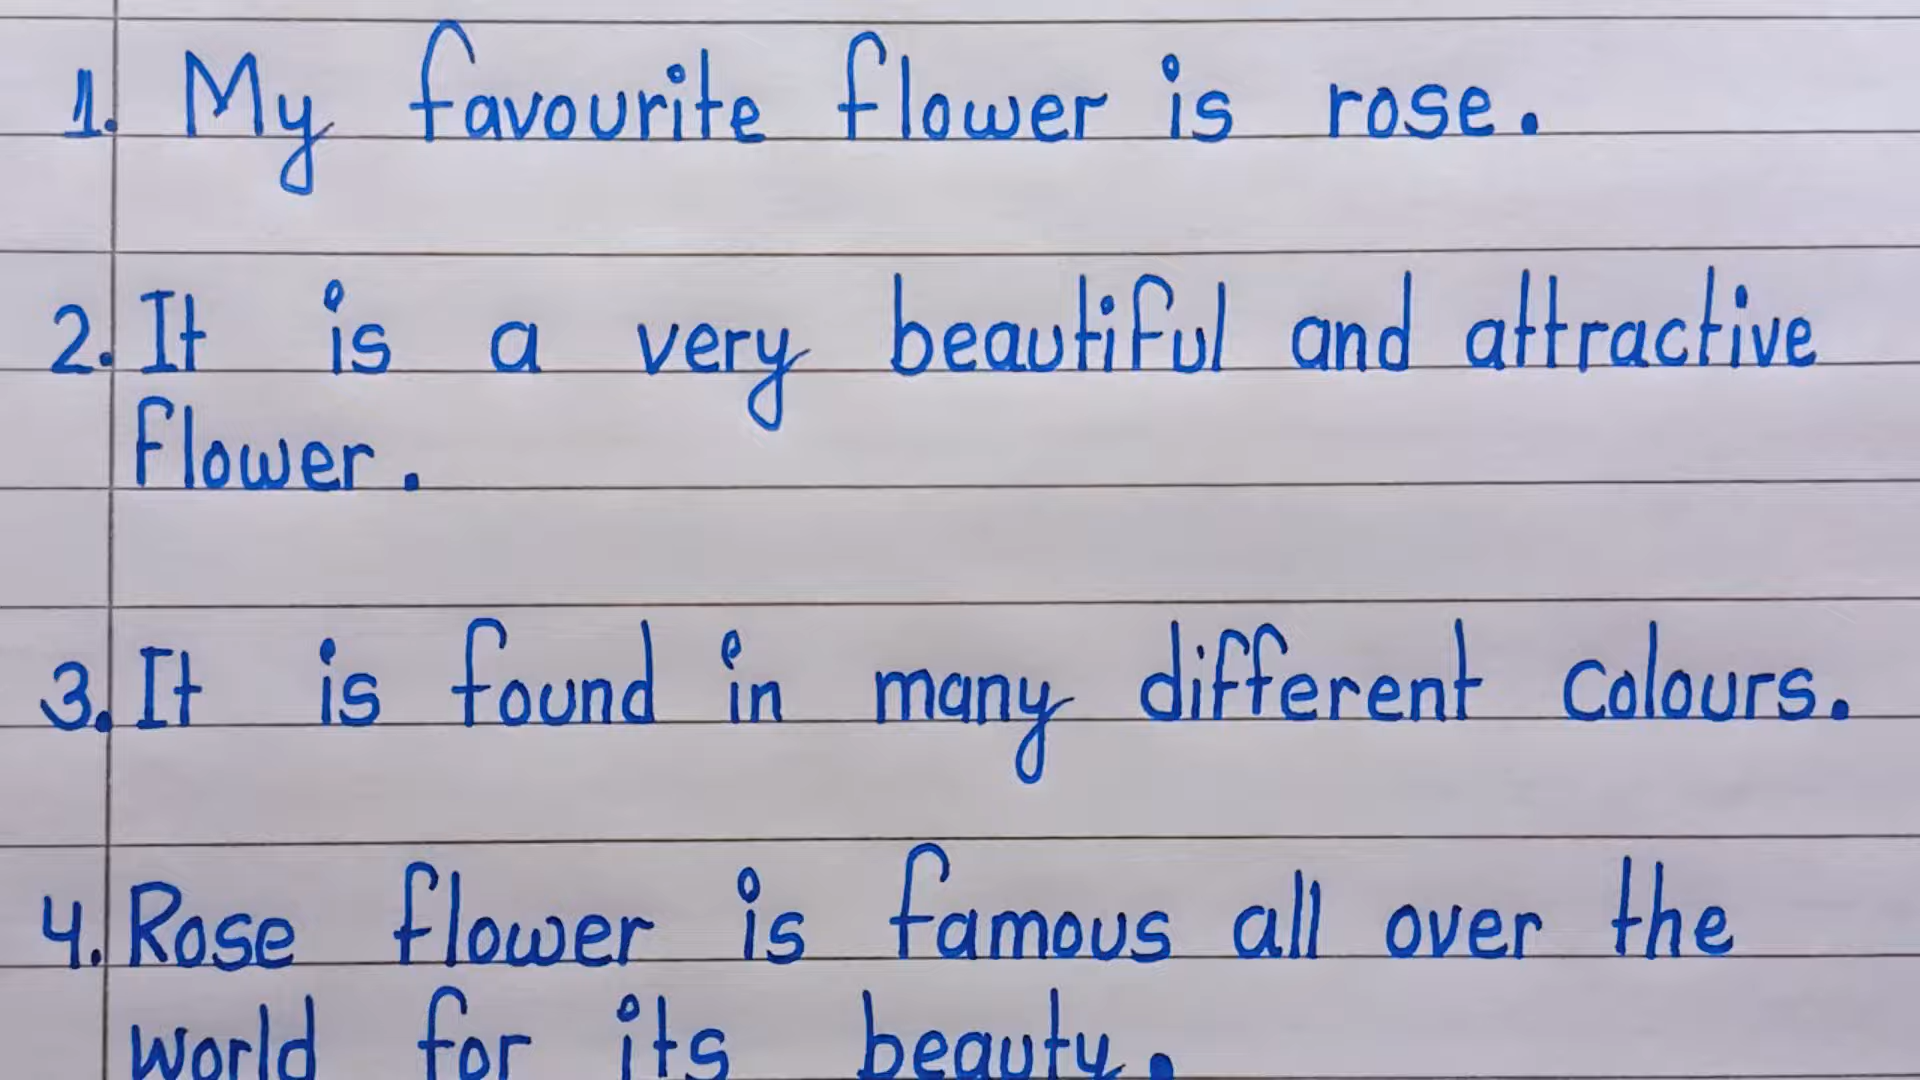 1. My favourite flower is rose.
2. It is a very beautiful and attractive
flower.
3. It is found in many different colours.
4. Rose flower is famous all over the
world for its beauty.